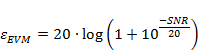 ε_EVM = 20 · log(1 + 10^(-SNR/20))